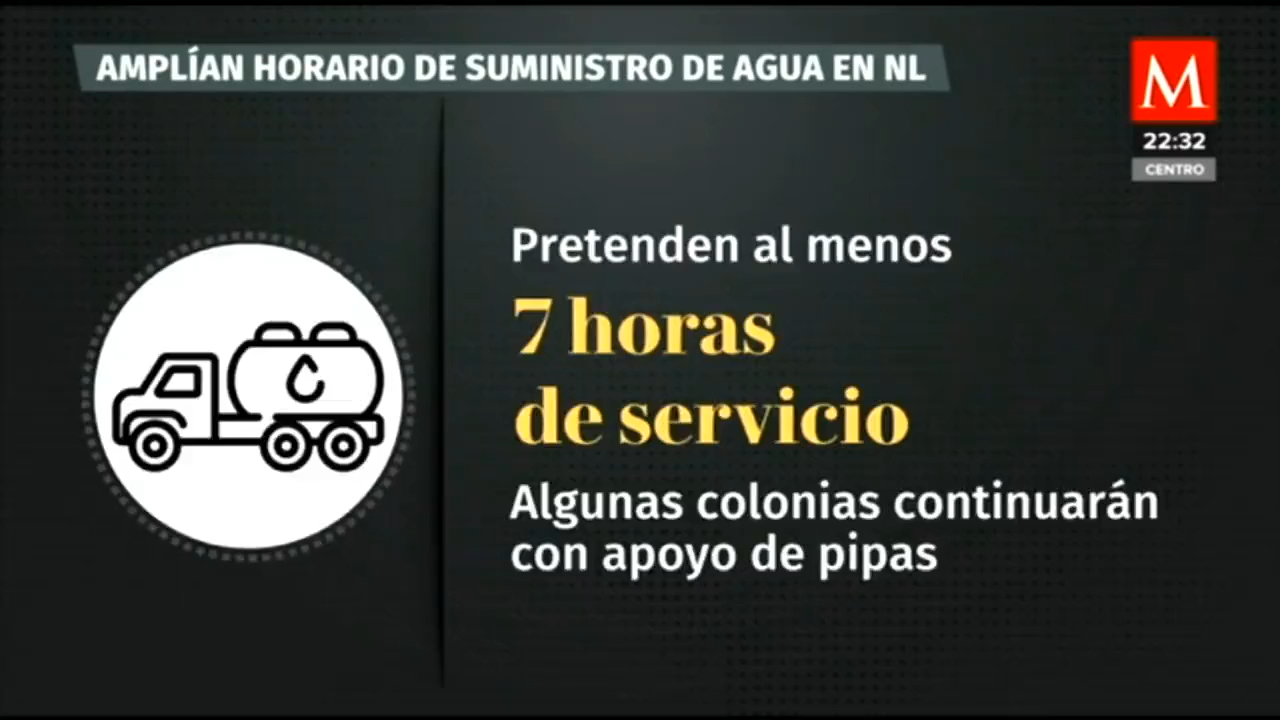 AMPLÍAN HORARIO DE SUMINISTRO DE AGUA EN NL
M
22:32
CENTRO
Pretenden al menos
7 horas
de servicio
Algunas colonias continuarán
con apoyo de pipas